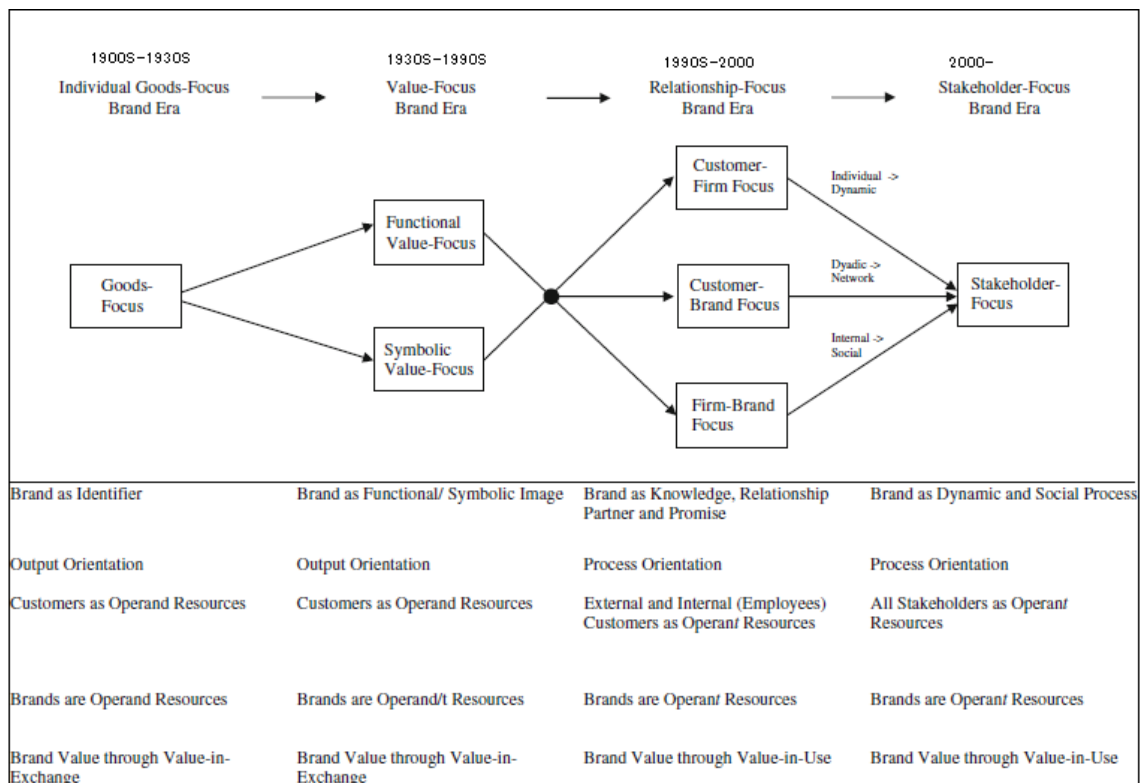 1900S-1930S
Individual Goods-Focus
Brand Era
1930S-1990S
Value-Focus
Brand Era
1990S-2000
Relationship-Focus
Brand Era
2000-
Stakeholder-Focus
Brand Era
Goods-
Focus
Functional
Value-Focus
Symbolic
Value-Focus
Customer-
Firm Focus
Customer-
Brand Focus
Firm-Brand
Focus
Individual ->
Dynamic
Dyadic ->
Network
Internal ->
Social
Stakeholder-
Focus
Brand as Identifier
Brand as Functional/ Symbolic Image
Brand as Knowledge, Relationship
Partner and Promise
Brand as Dynamic and Social Process
Output Orientation
Output Orientation
Process Orientation
Process Orientation
Customers as Operand Resources
Customers as Operand Resources
External and Internal (Employees)
Customers as Operant Resources
All Stakeholders as Operant
Resources
Brands are Operand Resources
Brands are Operand/t Resources
Brands are Operant Resources
Brands are Operant Resources
Brand Value through Value-in-
Exchange
Brand Value through Value-in-
Exchange
Brand Value through Value-in-Use
Brand Value through Value-in-Use